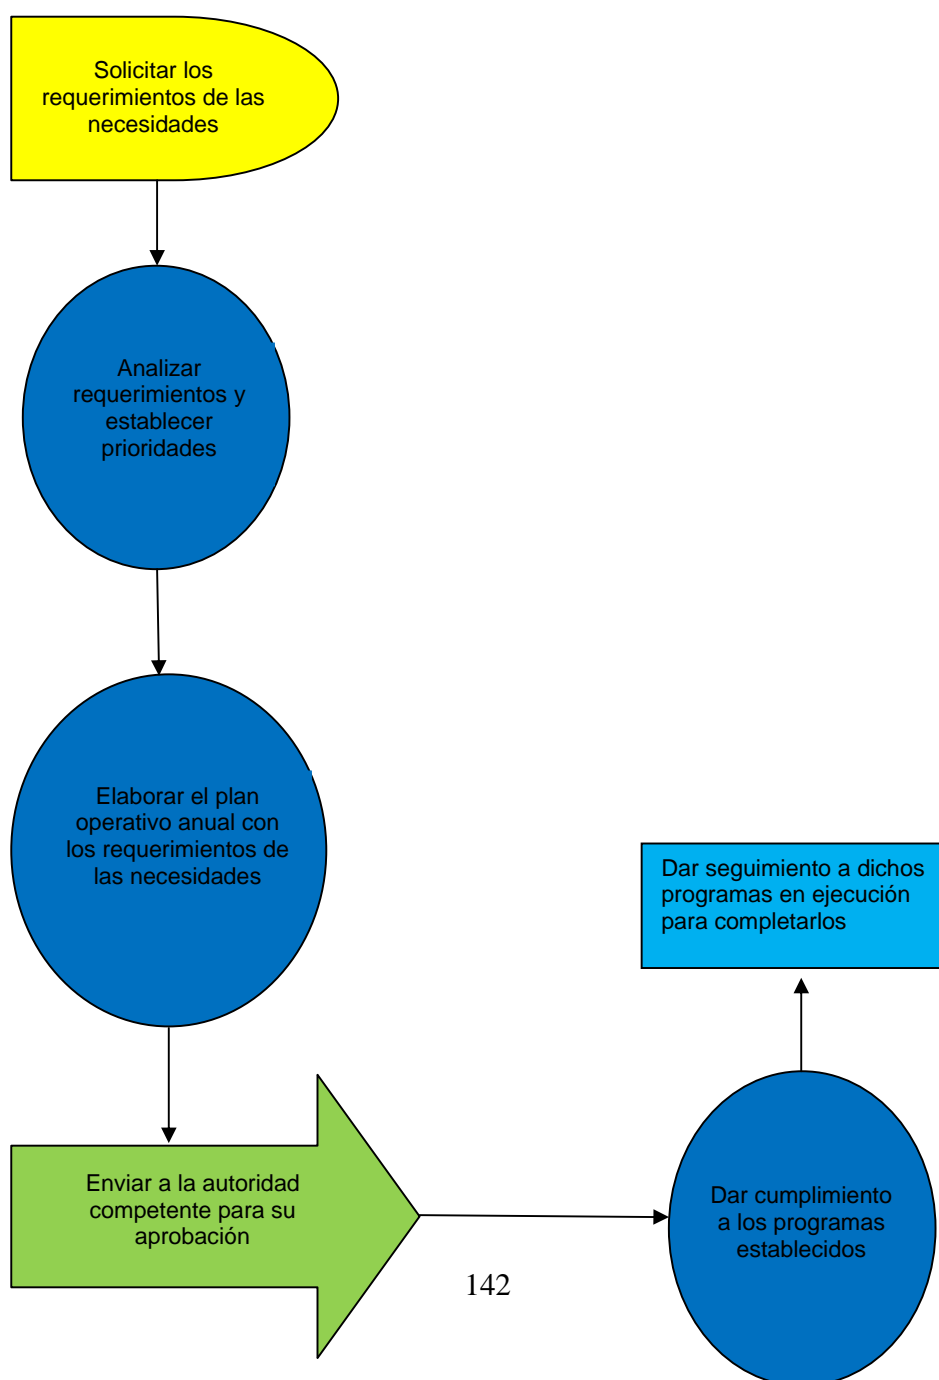 Solicitar los
requerimientos de las
necesidades
Analizar
requerimientos y
establecer
prioridades
Elaborar el plan
operativo anual con
los requerimientos de
las necesidades
Enviar a la autoridad
competente para su
aprobación
Dar cumplimiento
a los programas
establecidos
Dar seguimiento a dichos
programas en ejecución
para completarlos
142